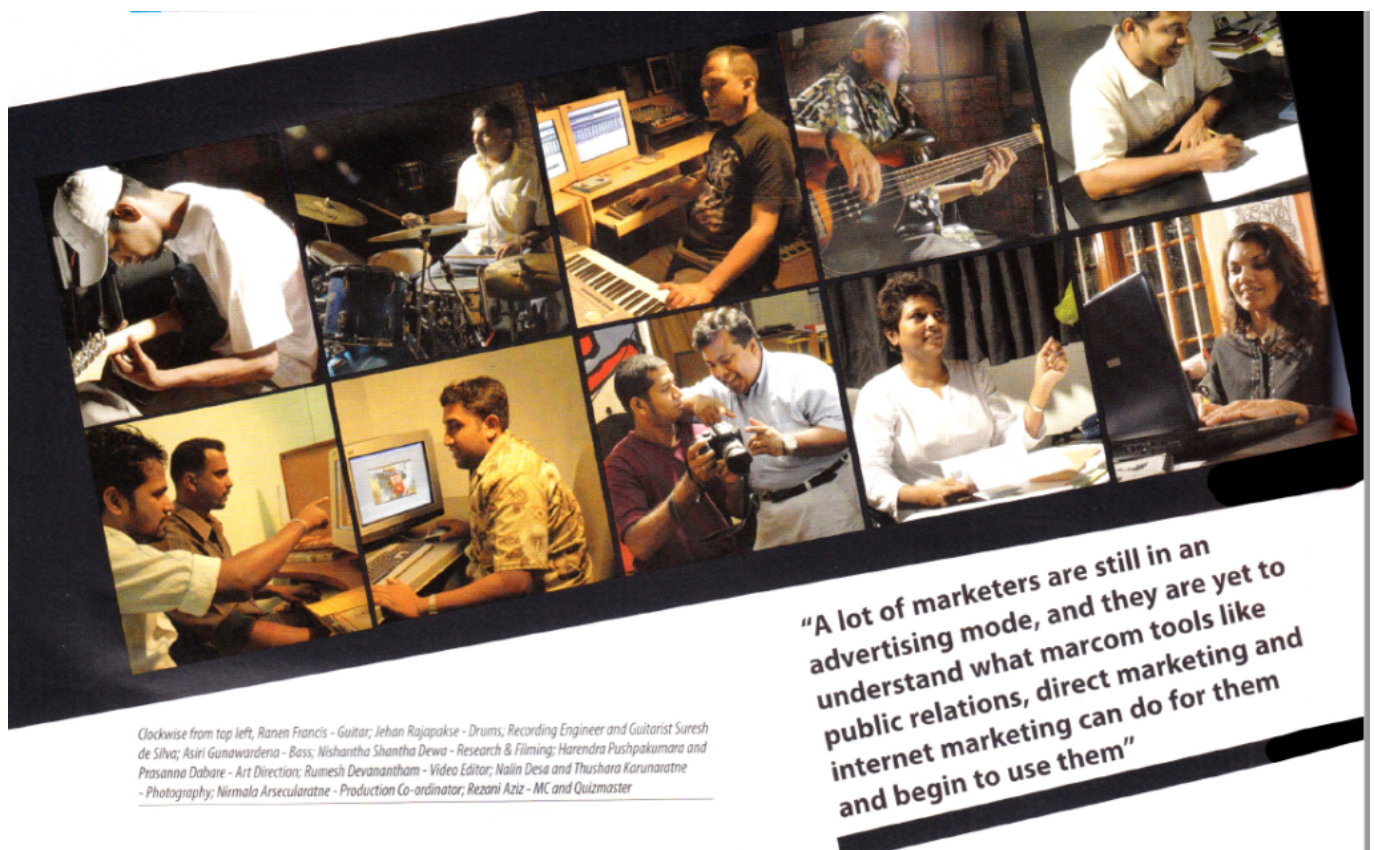 Clockwise from top left, Ranen Francis - Guitar; Jehan Rajapakse - Drums; Recording Engineer and Guitarist Suresh
de Silva; Asiri Gunawardena - Bass; Nishantha Shantha Dewa - Research & Filming; Harendra Pushpakumara and
Prasanna Dabare - Art Direction; Rumesh Devanantham - Video Editor; Nalin Desa and Thushara Karunaratne
- Photography; Nirmala Arsecularatne - Production Co-ordinator; Rezani Aziz - MC and Quizmaster
“A lot of marketers are still in an
advertising mode, and they are yet to
understand what marcom tools like
public relations, direct marketing and
internet marketing can do for them
and begin to use them”